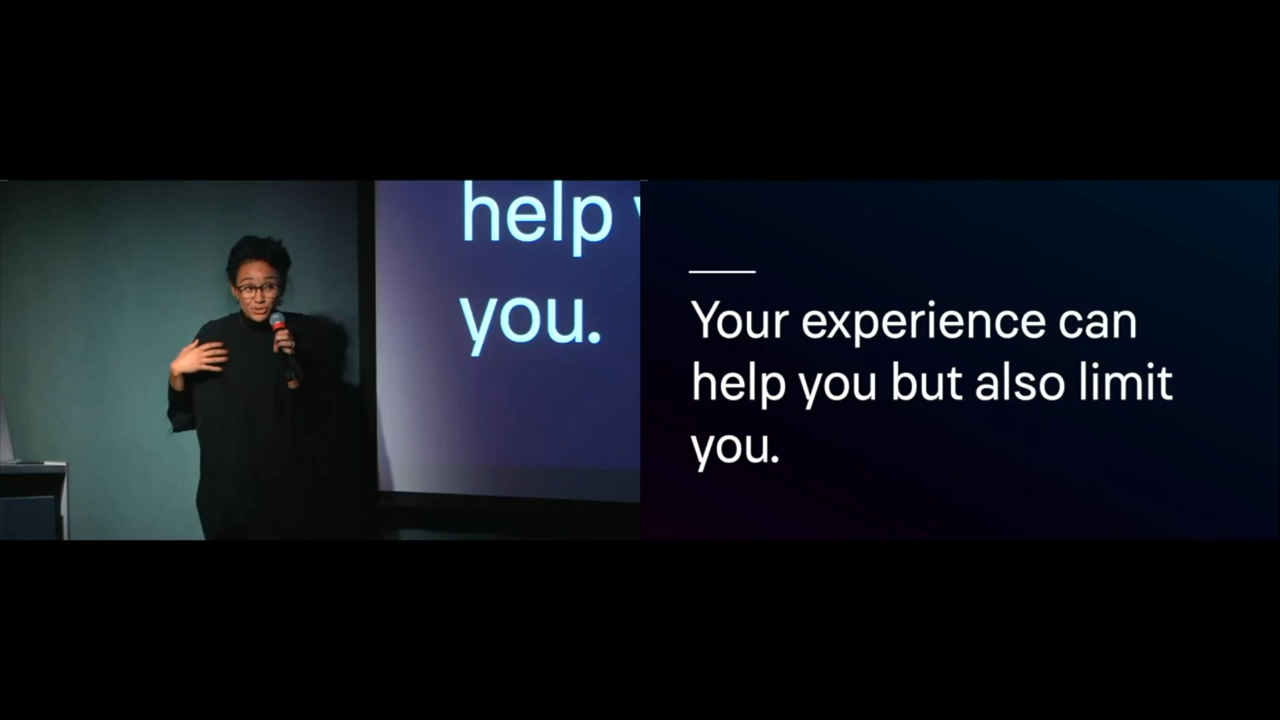 help
you.
Your experience can
help you but also limit
you.